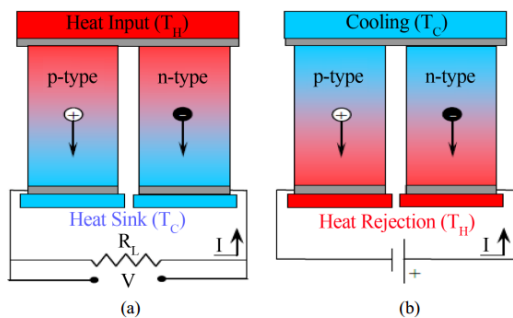 Heat Input (T_H)
p-type
n-type
+
-
Heat Sink (T_C)
R_L
I
V
(a)
Cooling (T_C)
p-type
n-type
+
-
Heat Rejection (T_H)
I
+
(b)